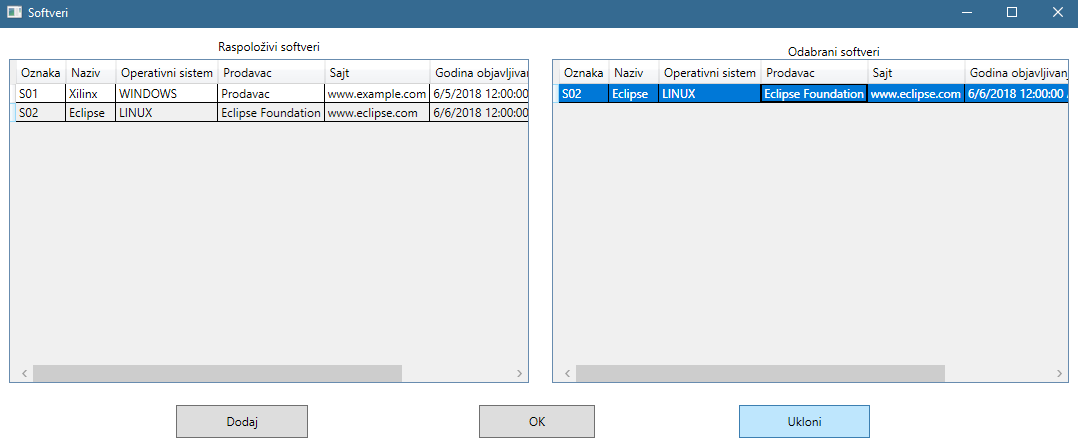 Softveri
Raspoloživi softveri
Oznaka Naziv Operativni sistem Prodavac Sajt Godina objavljivan
S01 Xilinx WINDOWS Prodavac www.example.com 6/5/2018 12:00:00
S02 Eclipse LINUX Eclipse Foundation www.eclipse.com 6/6/2018 12:00:00
Odabrani softveri
Oznaka Naziv Operativni sistem Prodavac Sajt Godina objavljivanj
S02 Eclipse LINUX Eclipse Foundation www.eclipse.com 6/6/2018 12:00:00
Dodaj OK Ukloni